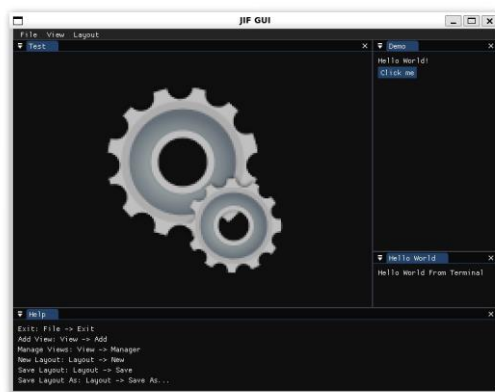 JIF GUI
File View Layout
Test
Demo
Hello World!
Click me
Hello World
Hello World From Terminal
Help
Exit: File -> Exit
Add View: View -> Add
Manage Views: View -> Manager
New Layout: Layout -> New
Save Layout: Layout -> Save
Save Layout As: Layout -> Save As...